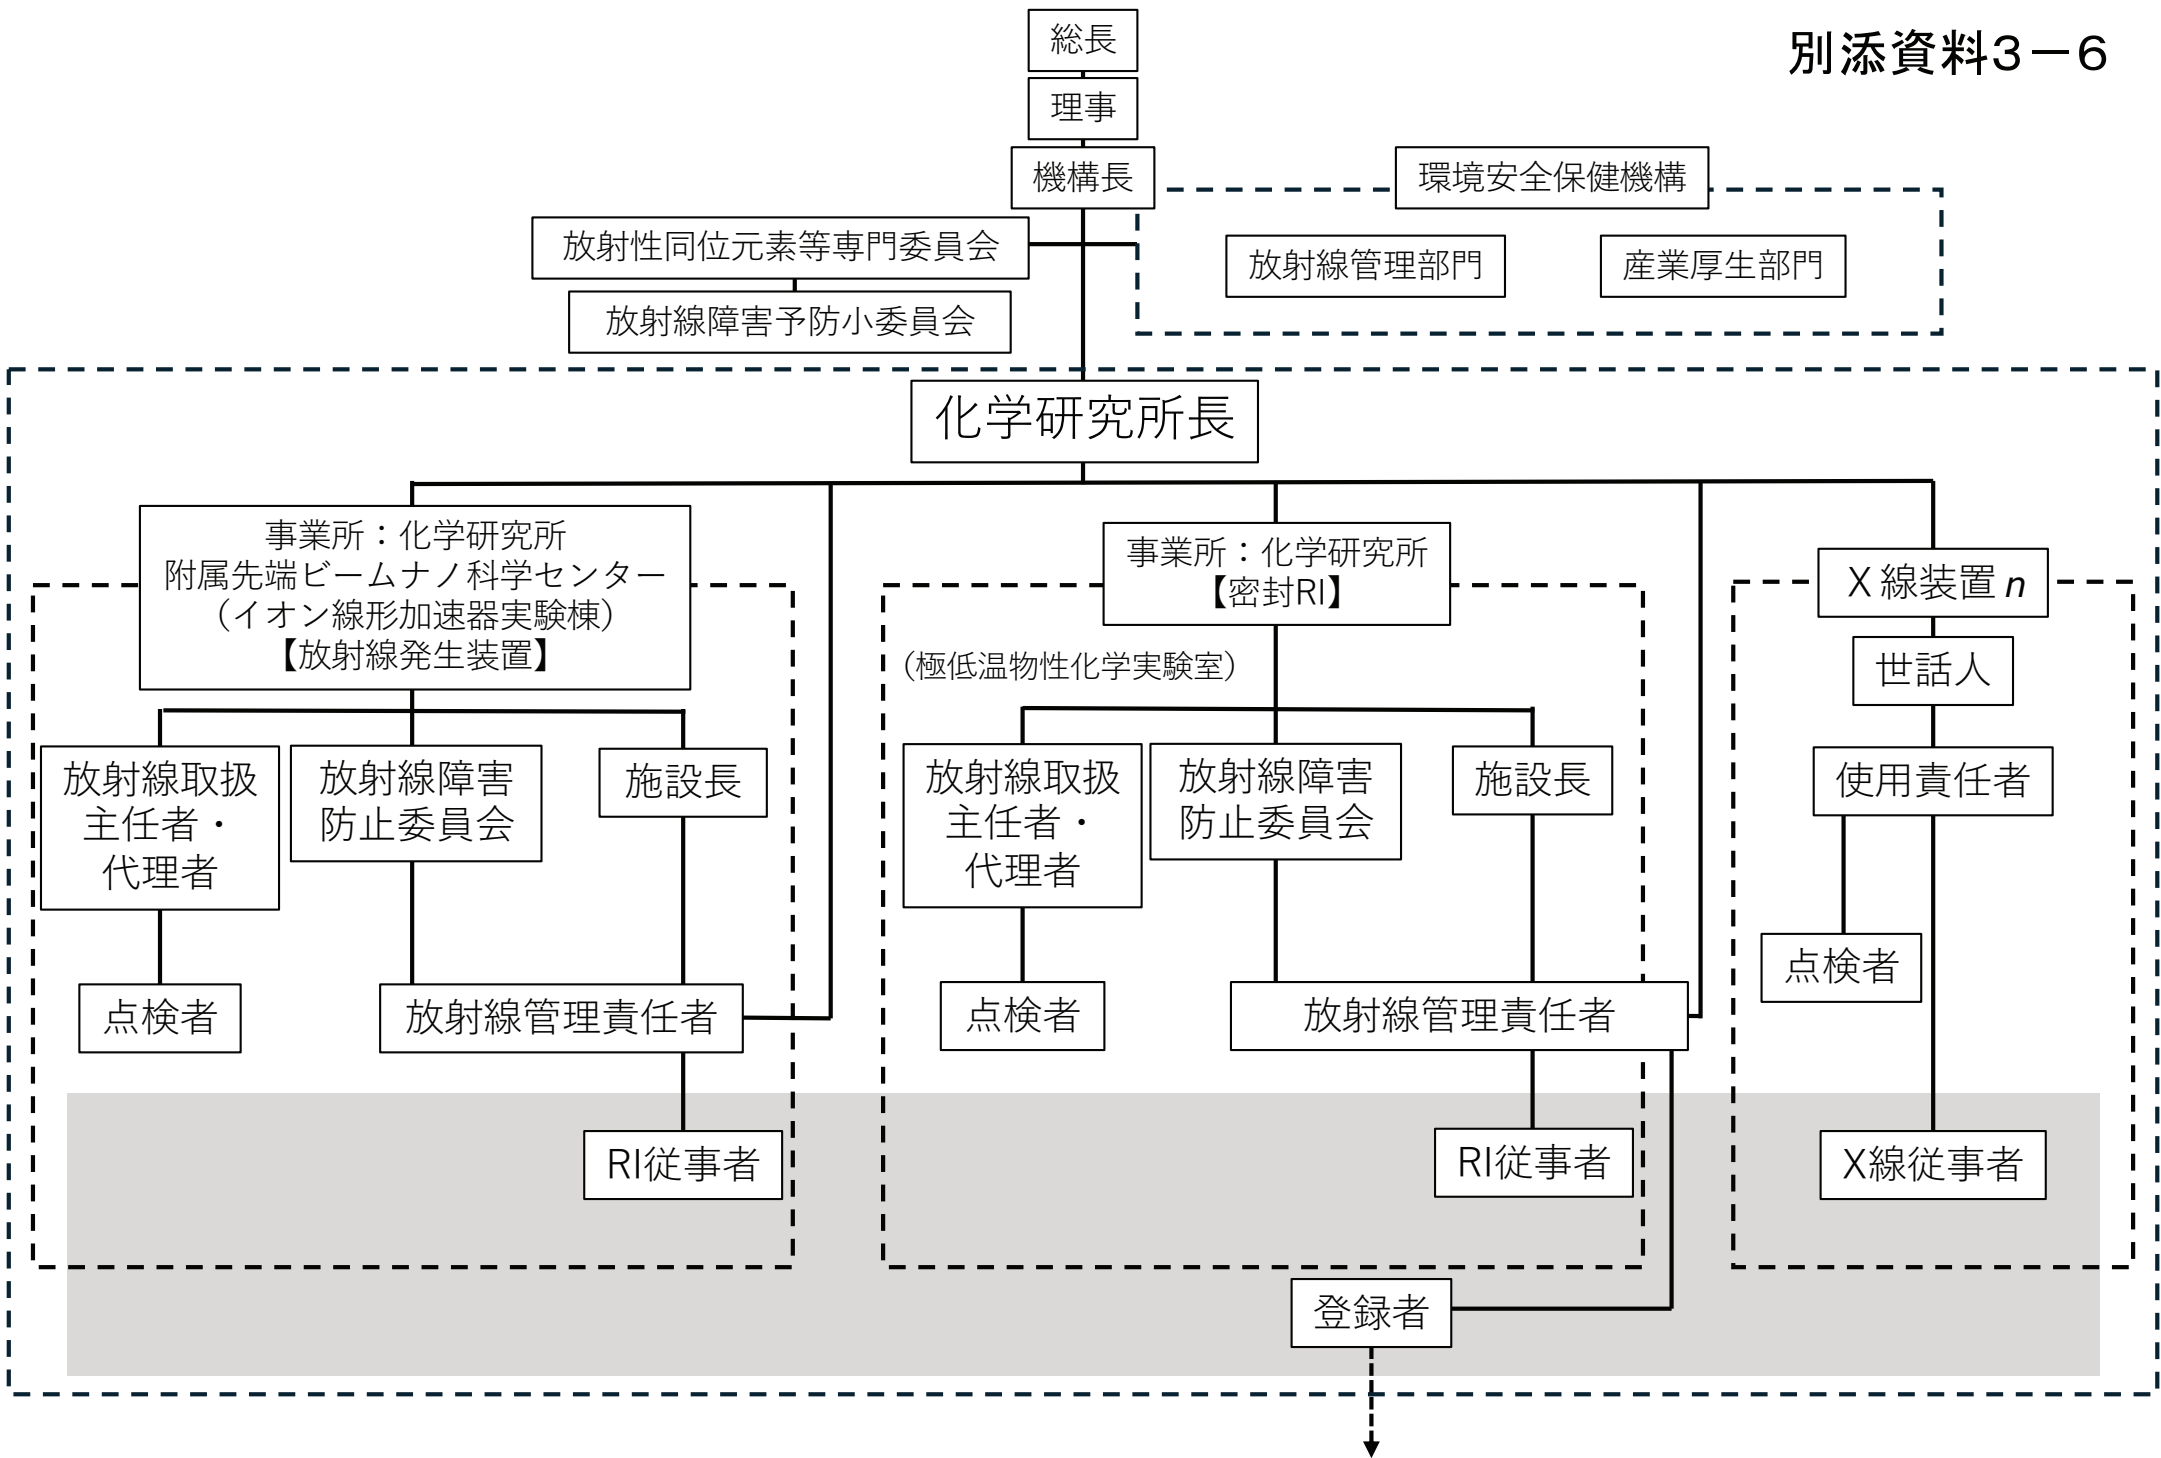 別添資料３－６
総長
理事
機構長
環境安全保健機構
放射性同位元素等専門委員会
放射線管理部門
産業厚生部門
放射線障害予防小委員会
化学研究所長
事業所：化学研究所
附属先端ビームナノ科学センター
（イオン線形加速器実験棟）
【放射線発生装置】
事業所：化学研究所
【密封RI】
X 線装置 n
（極低温物性化学実験室）
世話人
放射線取扱
主任者・
代理者
放射線障害
防止委員会
施設長
放射線取扱
主任者・
代理者
放射線障害
防止委員会
施設長
使用責任者
点検者
点検者
放射線管理責任者
点検者
放射線管理責任者
RI従事者
RI従事者
X線従事者
登録者